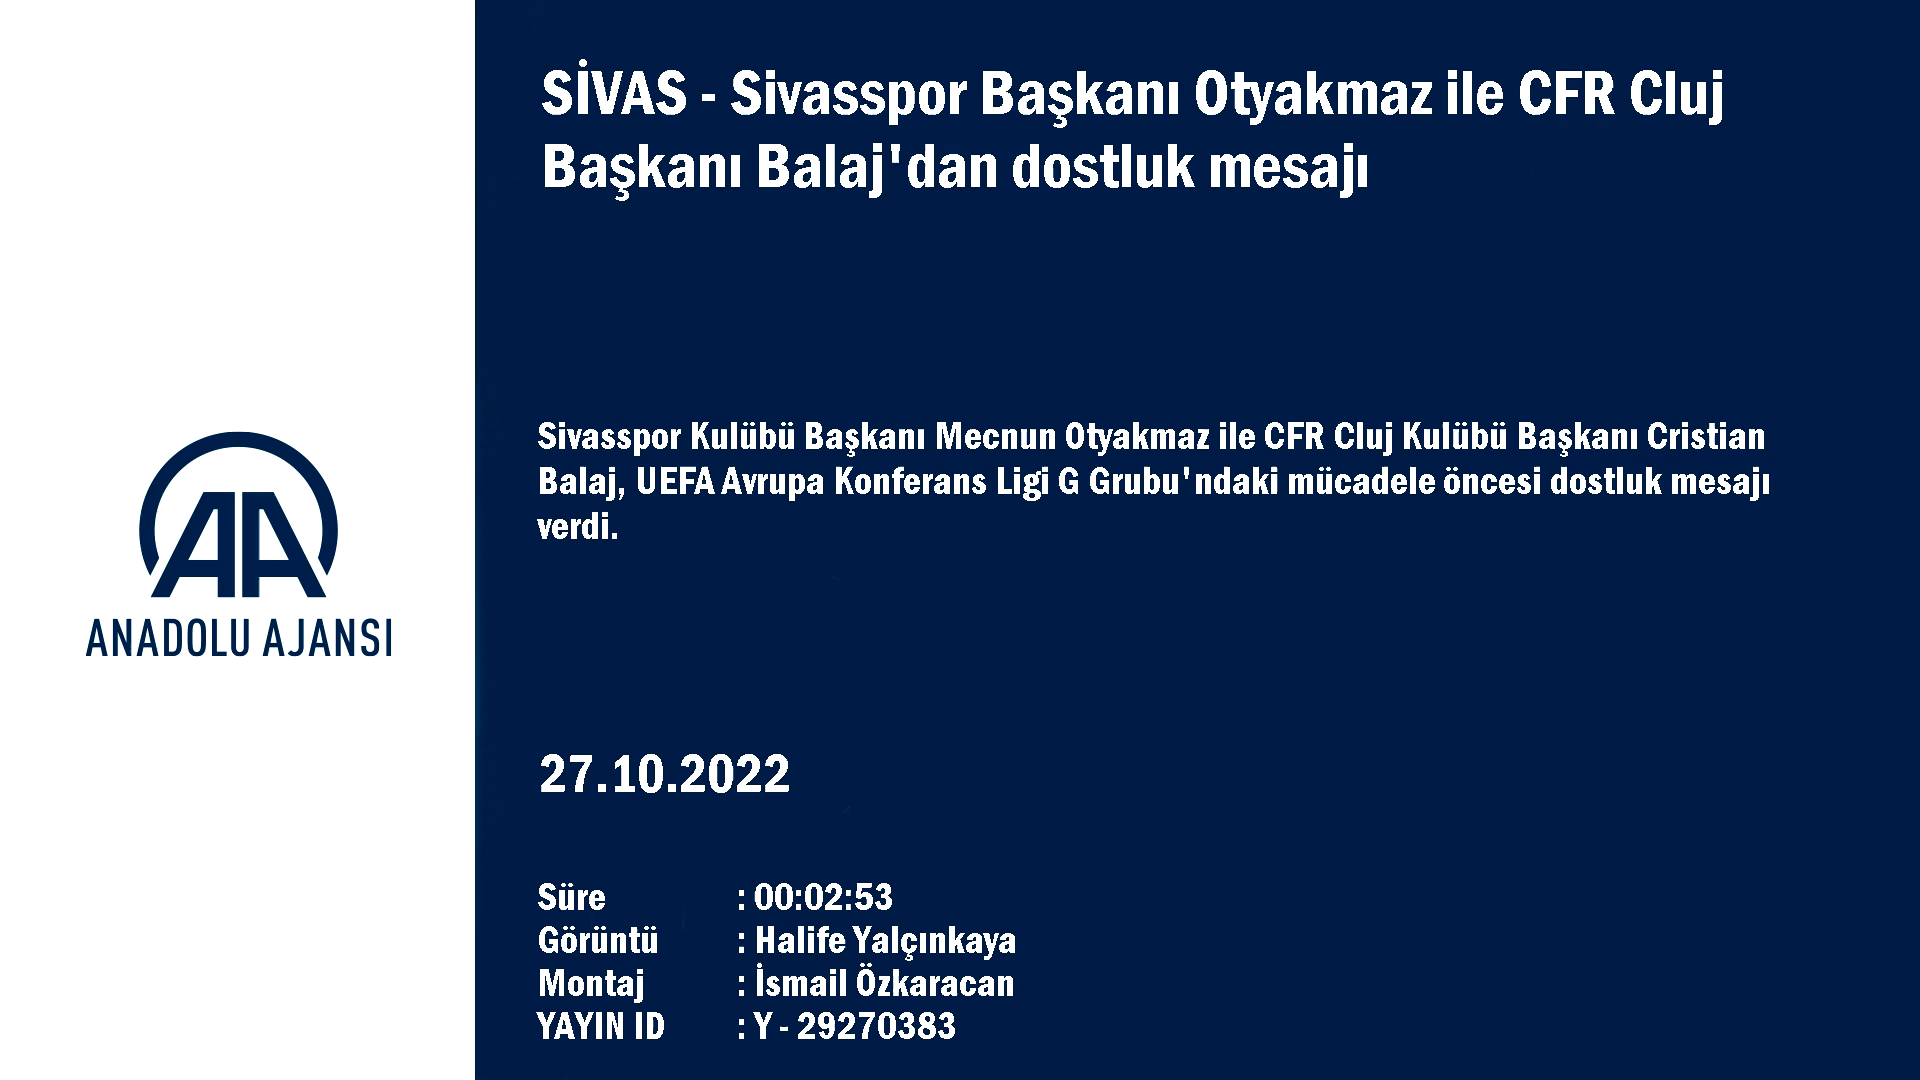 SİVAS - Sivasspor Başkanı Otyakmaz ile CFR Cluj
Başkanı Balaj'dan dostluk mesajı
Sivasspor Kulübü Başkanı Mecnun Otyakmaz ile CFR Cluj Kulübü Başkanı Cristian
Balaj, UEFA Avrupa Konferans Ligi G Grubu'ndaki mücadele öncesi dostluk mesajı
verdi.
AA
ANADOLU AJANSI
27.10.2022
Süre : 00:02:53
Görüntü : Halife Yalçınkaya
Montaj : İsmail Özkaracan
YAYIN ID : Y - 29270383